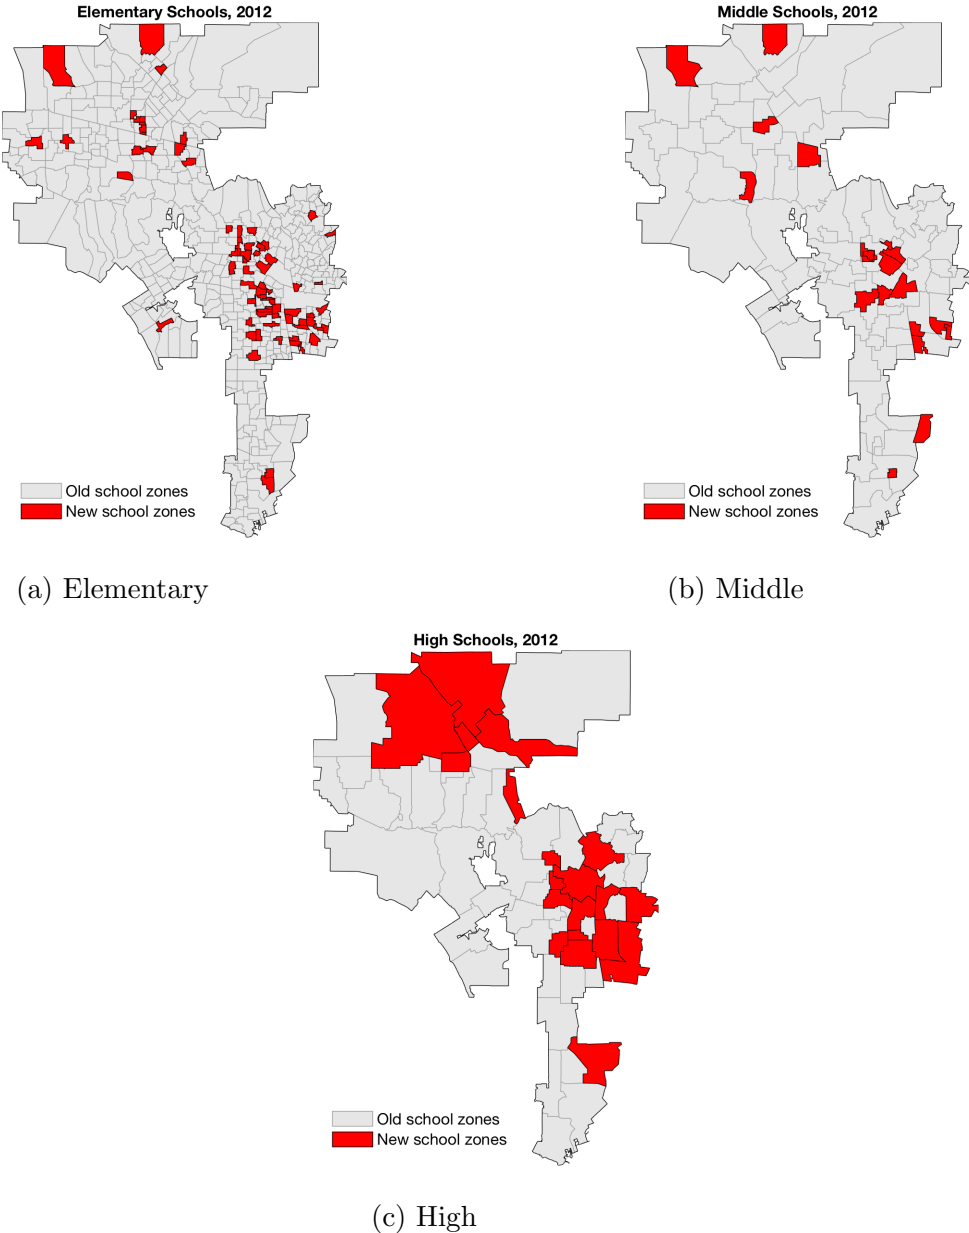 Elementary Schools, 2012
Old school zones
New school zones
(a) Elementary
Middle Schools, 2012
Old school zones
New school zones
(b) Middle
High Schools, 2012
Old school zones
New school zones
(c) High